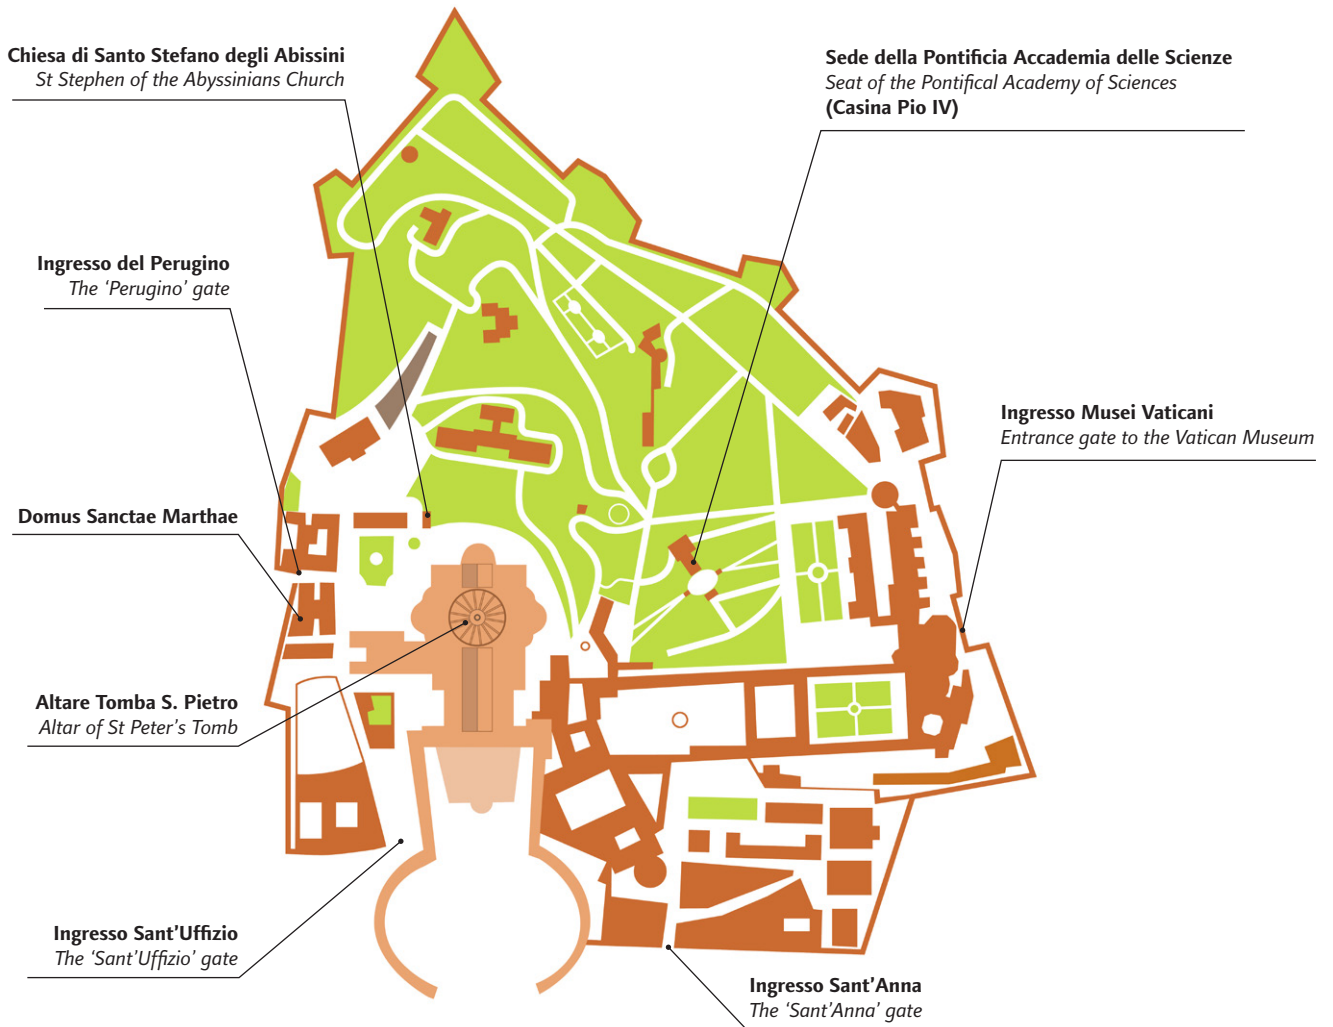 Chiesa di Santo Stefano degli Abissini
St Stephen of the Abyssinians Church
Sede della Pontificia Accademia delle Scienze
Seat of the Pontifical Academy of Sciences
(Casina Pio IV)
Ingresso del Perugino
The ‘Perugino’ gate
Ingresso Musei Vaticani
Entrance gate to the Vatican Museum
Domus Sanctae Marthae
Altare Tomba S. Pietro
Altar of St Peter’s Tomb
Ingresso Sant’Uffizio
The ‘Sant’Uffizio’ gate
Ingresso Sant’Anna
The ‘Sant’Anna’ gate